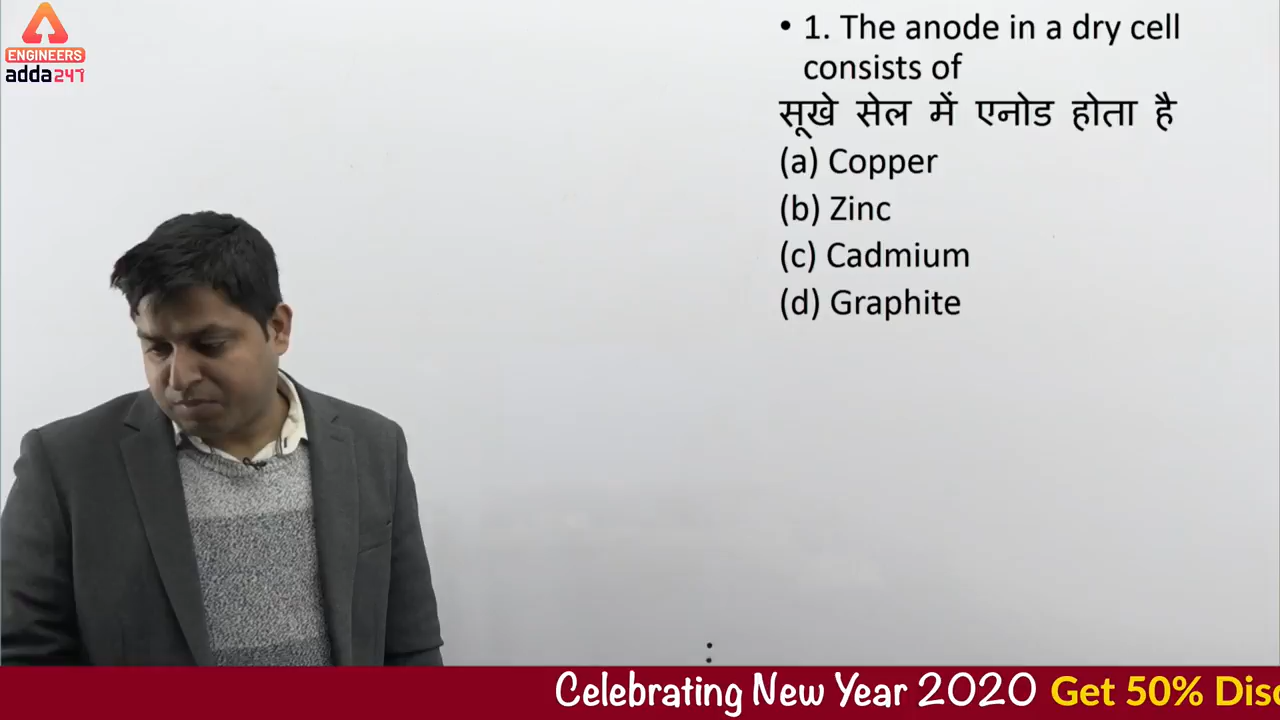 ENGINEERS
adda247
• 1. The anode in a dry cell
consists of
सूखे सेल में एनोड होता है
(a) Copper
(b) Zinc
(c) Cadmium
(d) Graphite
Celebrating New Year 2020 Get 50% Disc